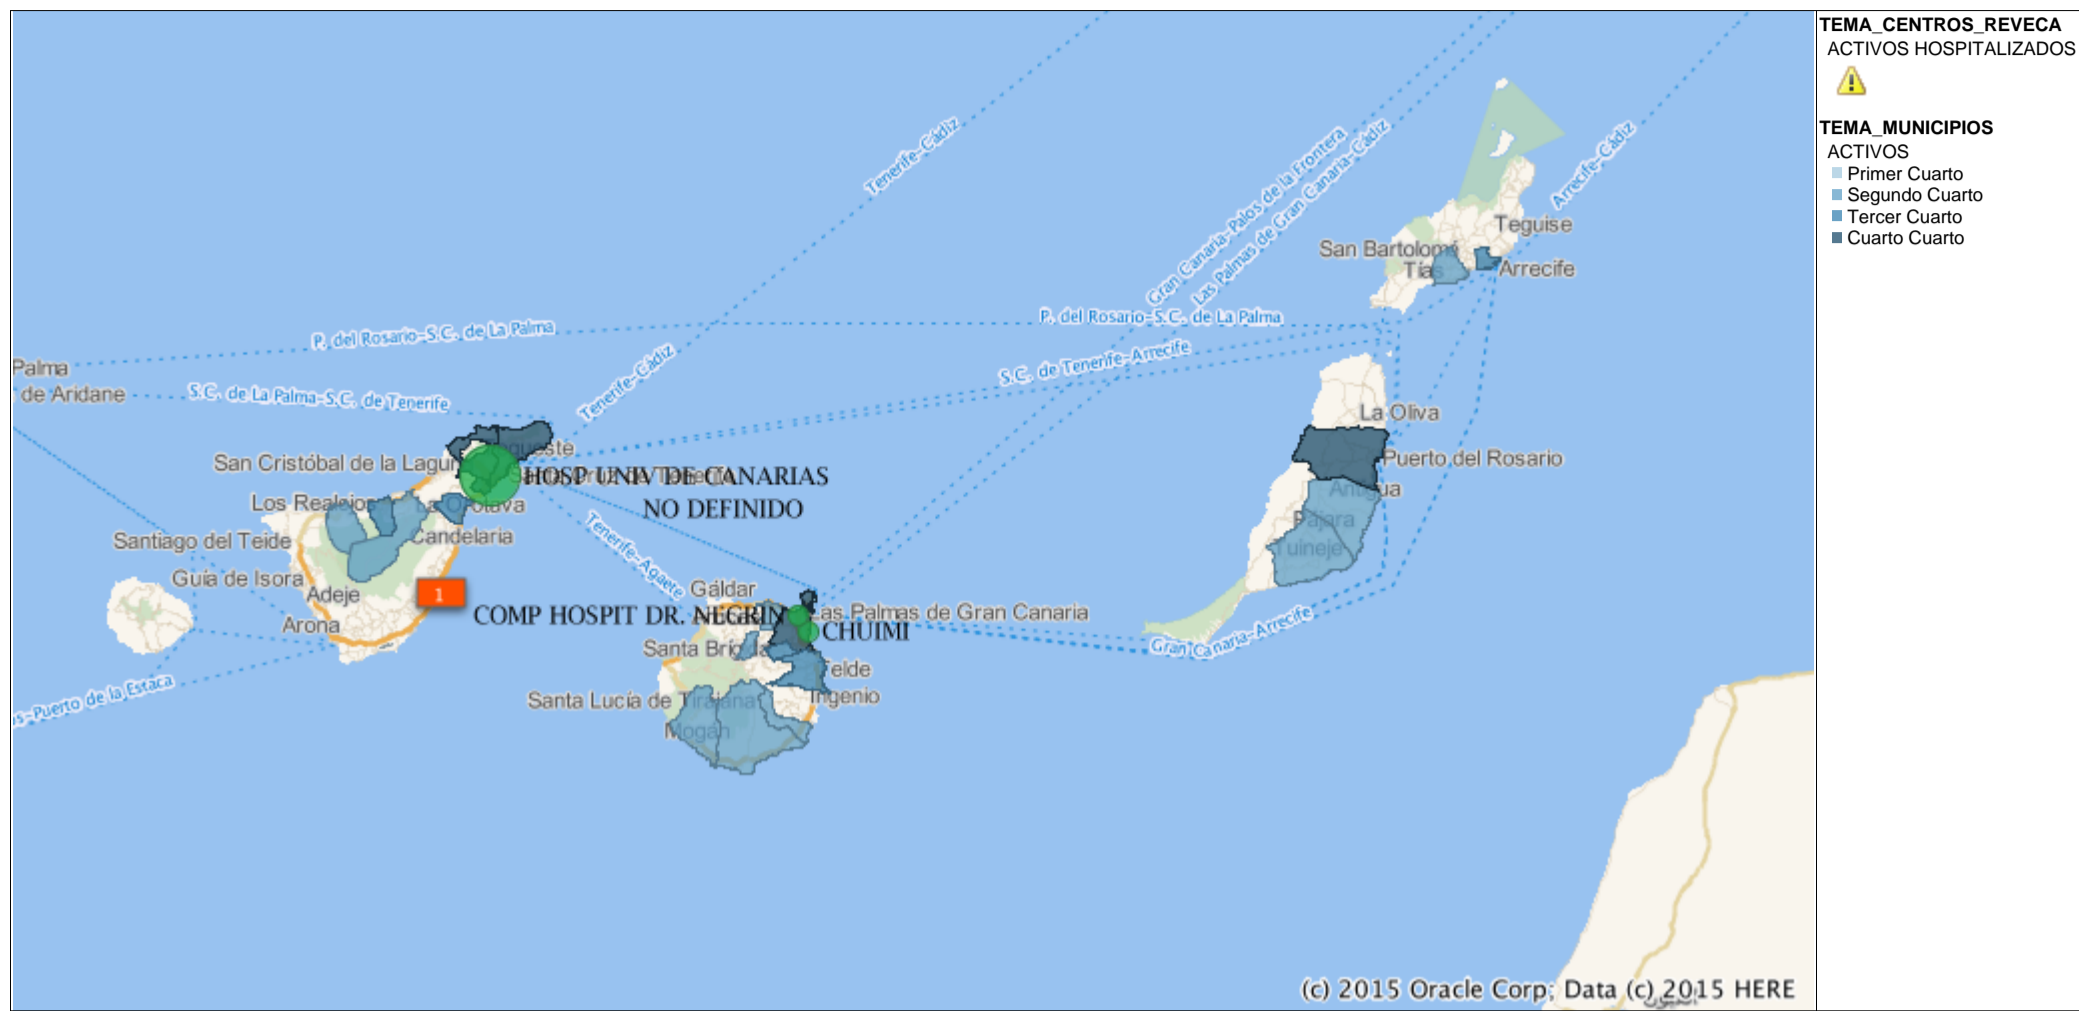 TEMA_CENTROS_REVECA
ACTIVOS HOSPITALIZADOS
TEMA_MUNICIPIOS
ACTIVOS
Primer Cuarto
Segundo Cuarto
Tercer Cuarto
Cuarto Cuarto
Tenerife-Cádiz
Gran Canaria-Palos de la Frontera
Las Palmas de Gran Canaria-Cádiz
Arrecife-Cádiz
Teguise
San Bartolomé
Tías
Arrecife
P. del Rosario-S.C. de La Palma
P. del Rosario-S.C. de La Palma
S.C. de Tenerife-Arrecife
Tenerife-Cádiz
Palma
de Aridane
S.C. de La Palma-S.C. de Tenerife
La Oliva
Puerto del Rosario
Antigua
Pájara
Tuineje
San Cristóbal de la Lagun
HOSP UNIV DE CANARIAS
NO DEFINIDO
Los Realejos
La Orotava
Santiago del Teide
Candelaria
Guía de Isora
Adeje
1
Arona
Tenerife-Agaete
Gáldar
COMP HOSPIT DR. NEGRIN
Las Palmas de Gran Canaria
CHUIMI
Santa Brígida
Telde
Ingenio
Santa Lucía de Tirajana
Mogán
Gran Canaria-Arrecife
s-Puerto de la Estaca
(c) 2015 Oracle Corp; Data (c) 2015 HERE